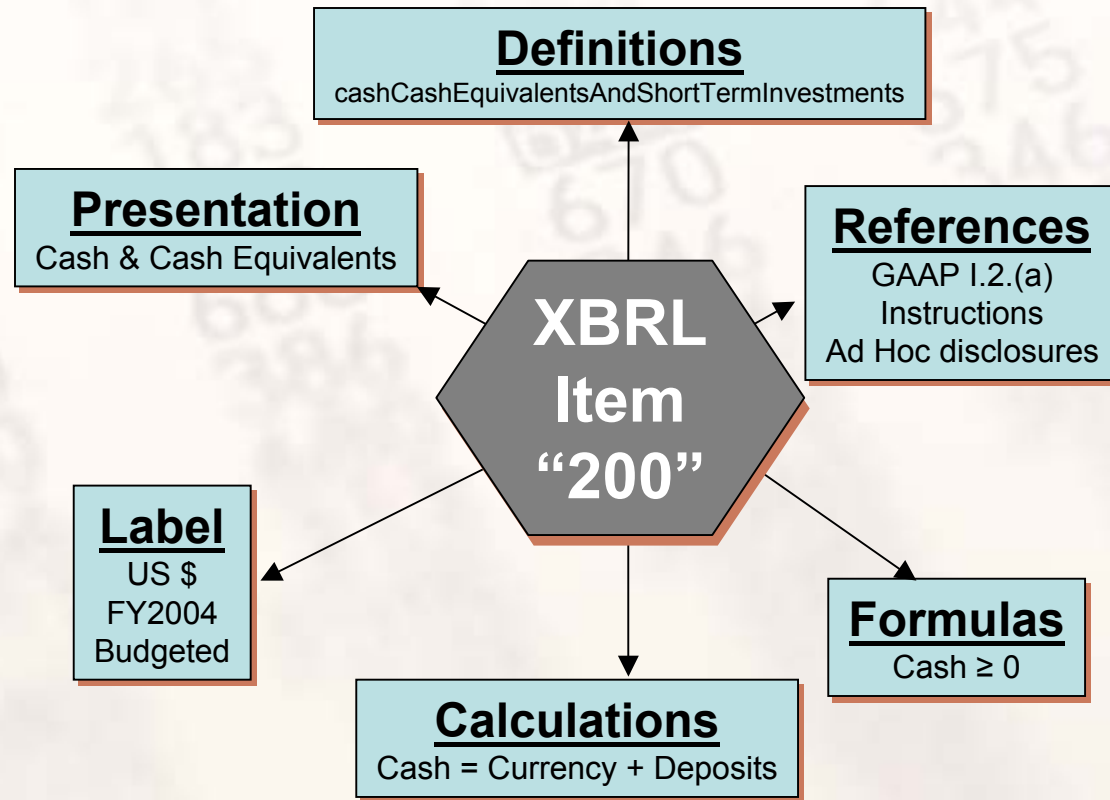 Definitions
cashCashEquivalentsAndShortTermInvestments
Presentation
Cash & Cash Equivalents
References
GAAP I.2.(a)
Instructions
Ad Hoc disclosures
XBRL
Item
“200”
Label
US $
FY2004
Budgeted
Formulas
Cash ≥ 0
Calculations
Cash = Currency + Deposits